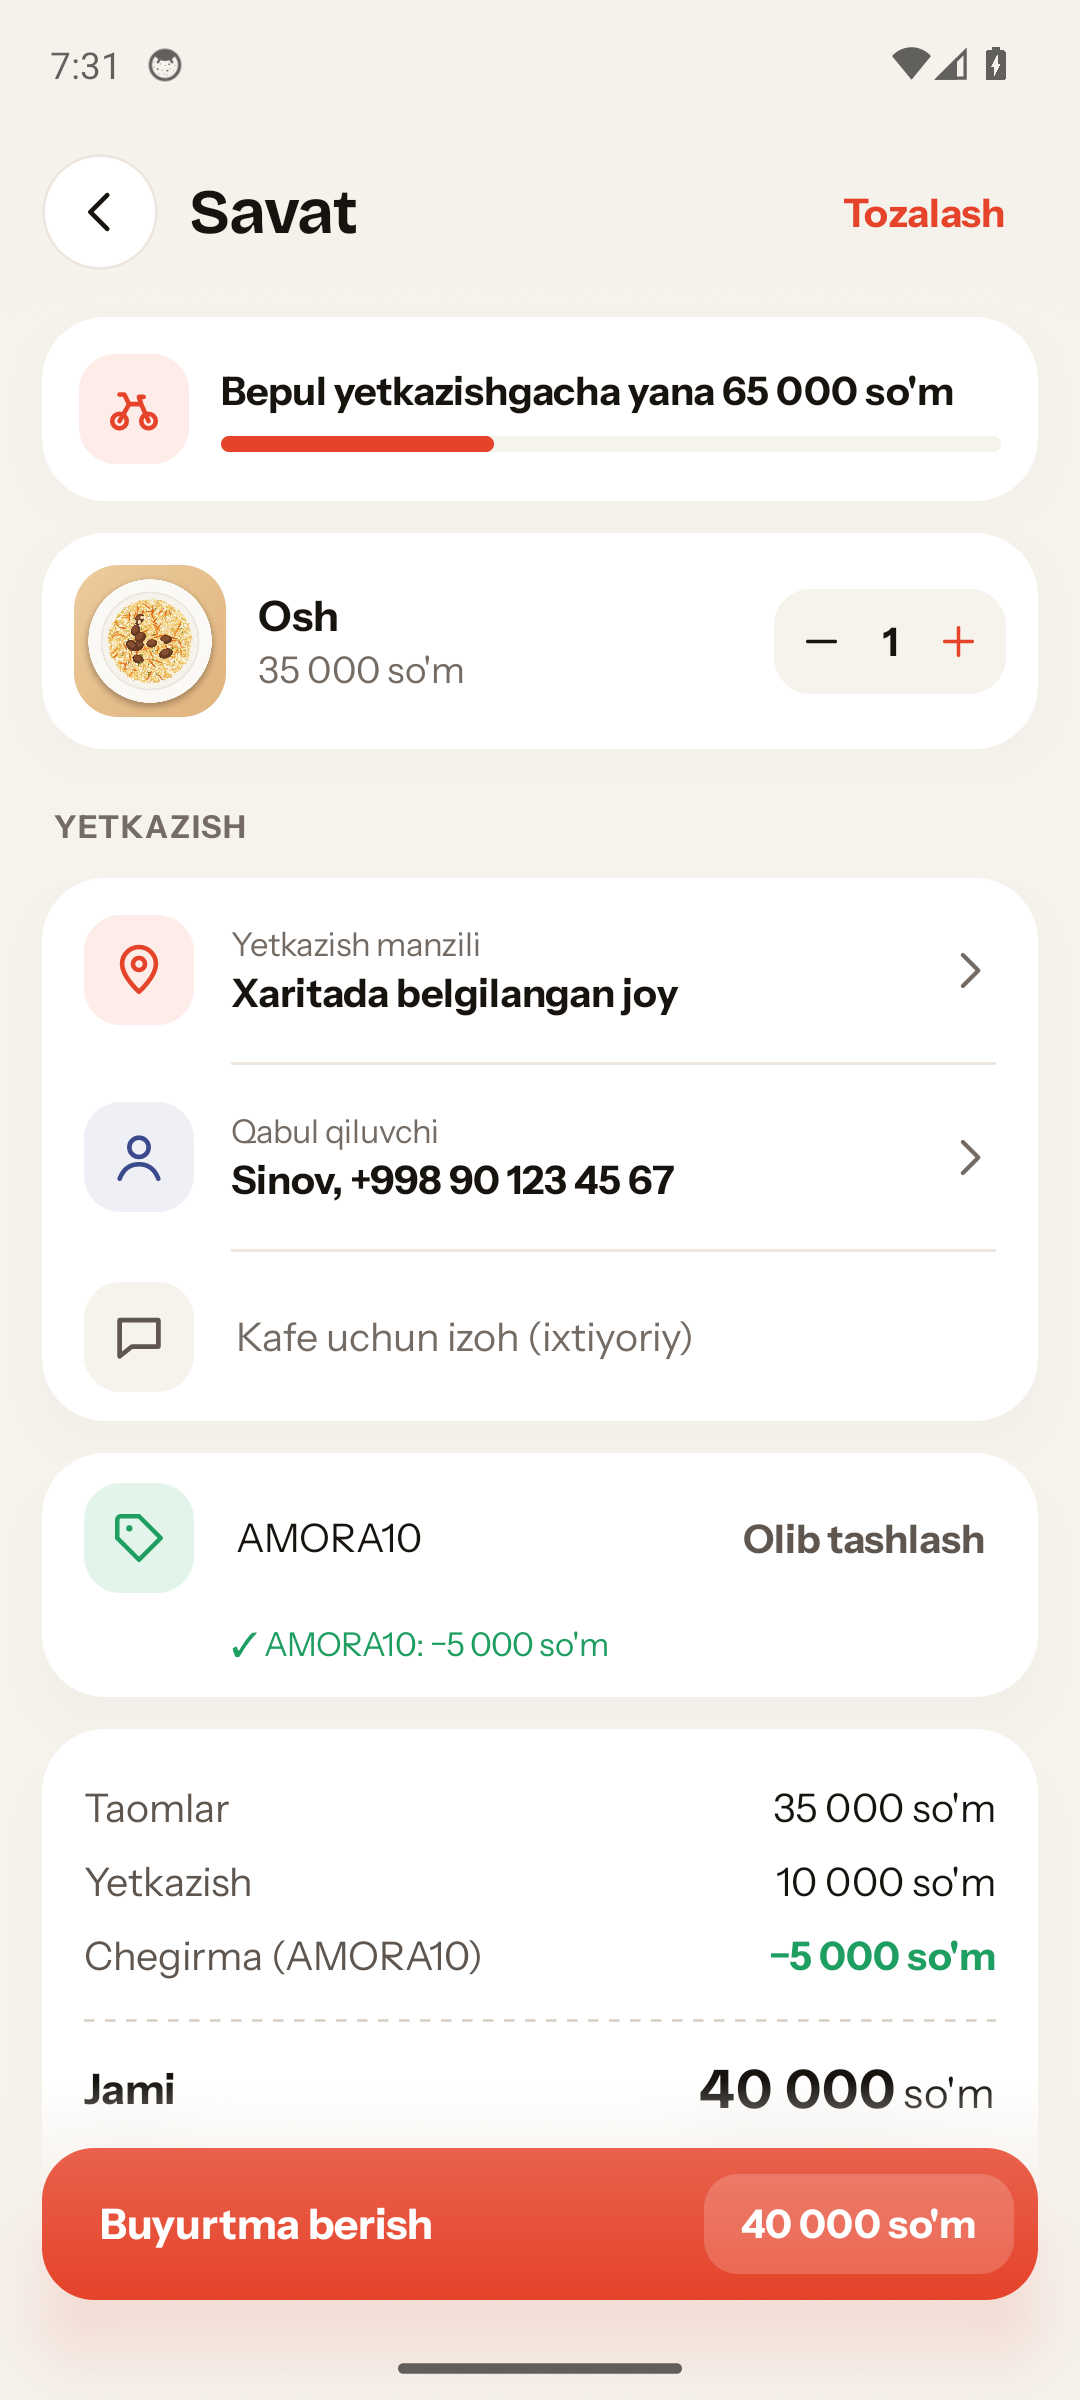 7:31
Savat
Tozalash
Bepul yetkazishgacha yana 65 000 so'm
Osh
35 000 so'm
1
YETKAZISH
Yetkazish manzili
Xaritada belgilangan joy
Qabul qiluvchi
Sinov, +998 90 123 45 67
Kafe uchun izoh (ixtiyoriy)
AMORA10
Olib tashlash
✓ AMORA10: −5 000 so'm
Taomlar 35 000 so'm
Yetkazish 10 000 so'm
Chegirma (AMORA10) −5 000 so'm
Jami 40 000 so'm
Buyurtma berish 40 000 so'm